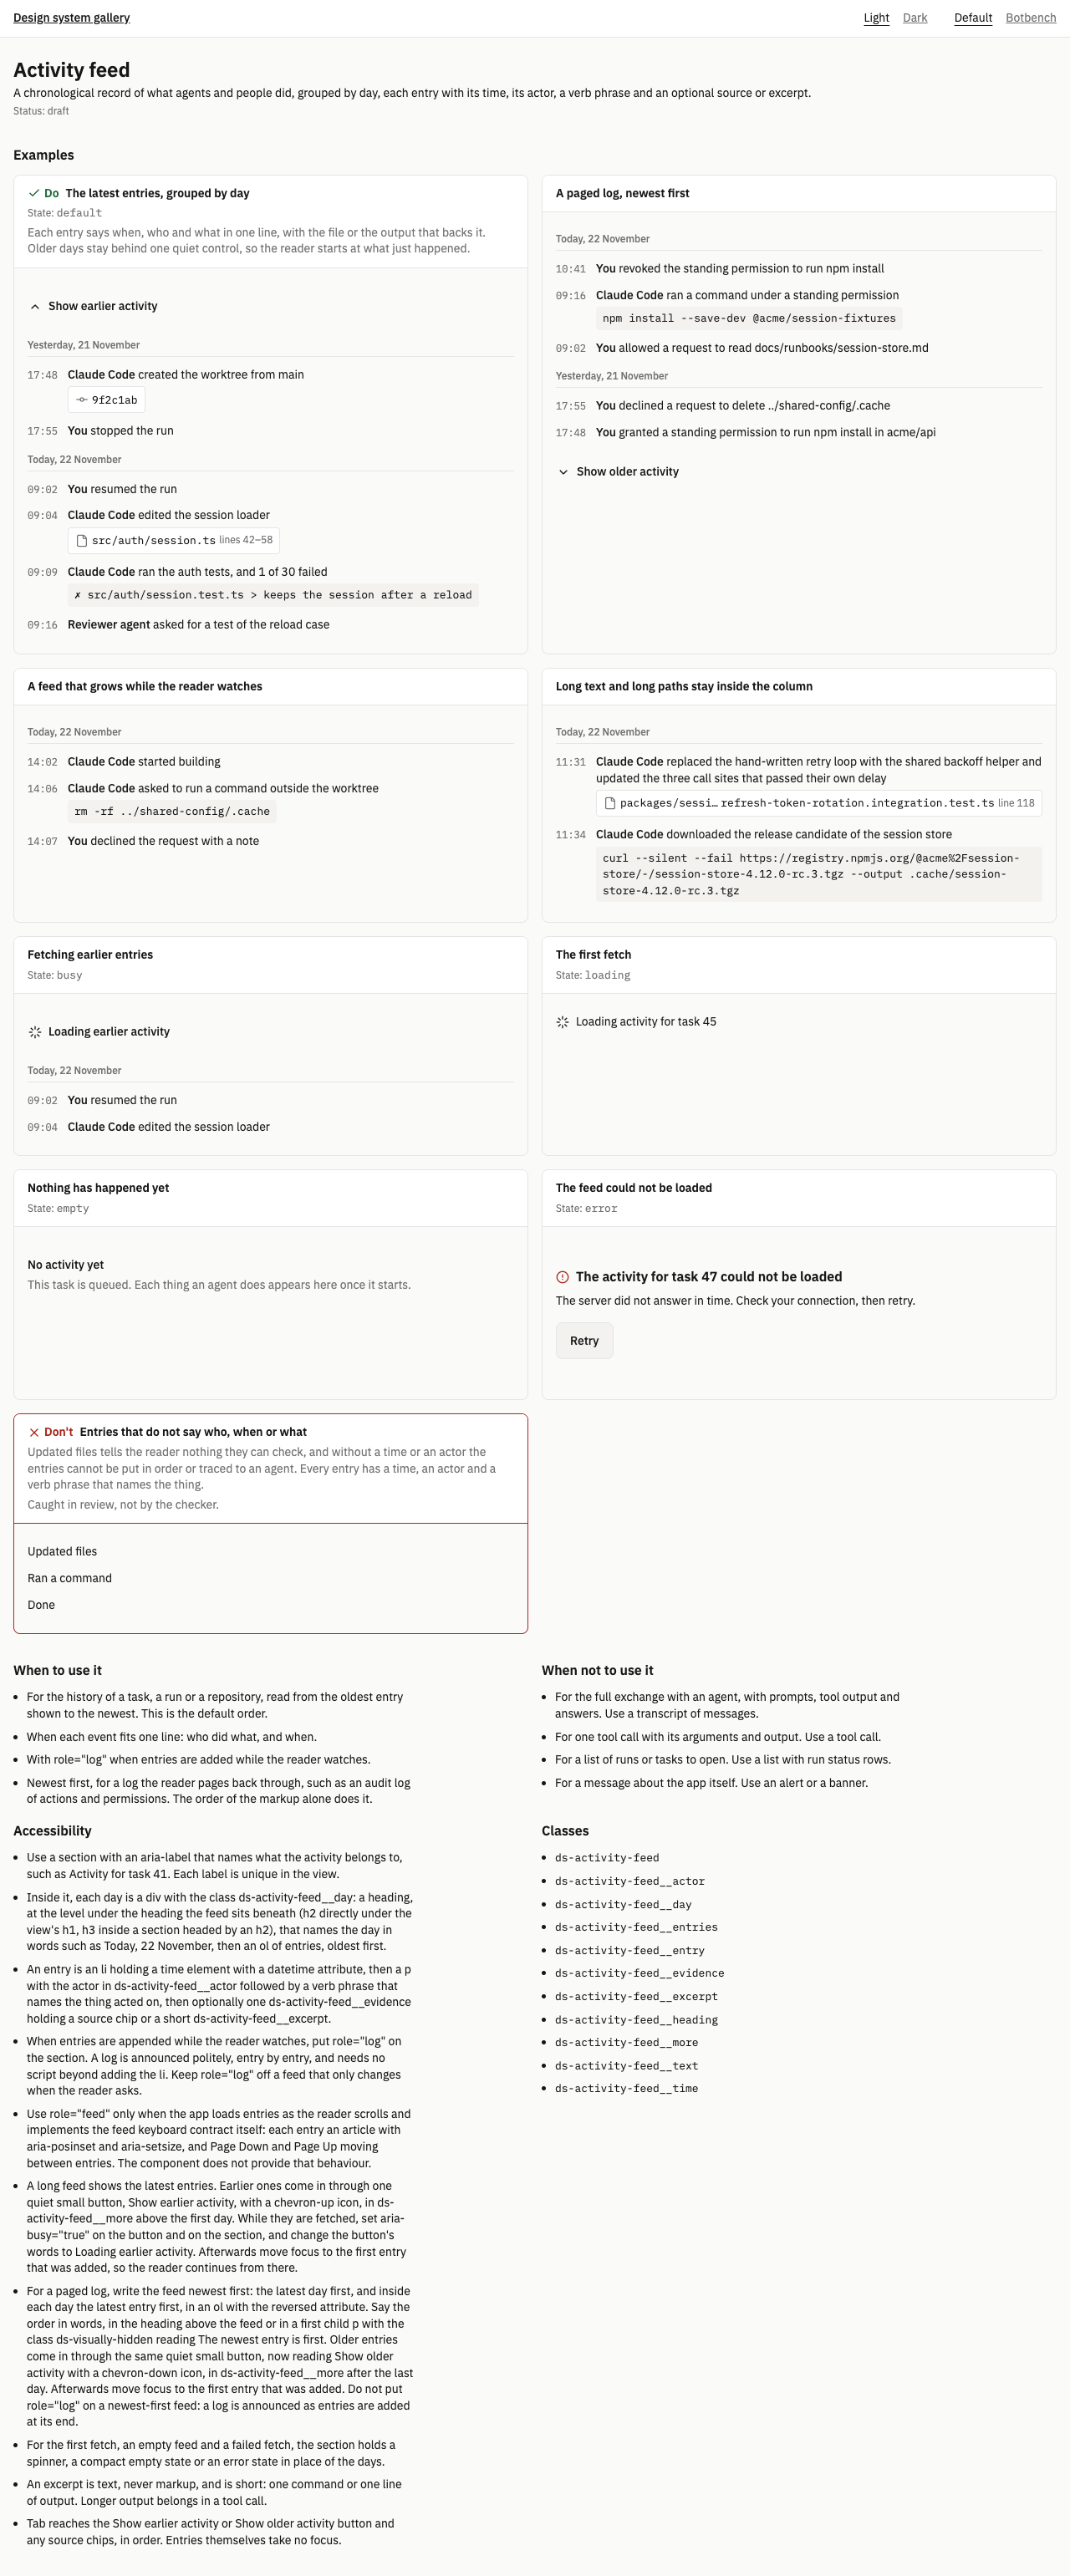 Design system gallery
Light Dark Default Botbench
Activity feed
A chronological record of what agents and people did, grouped by day, each entry with its time, its actor, a verb phrase and an optional source or excerpt.
Status: draft
Examples
Do The latest entries, grouped by day
State: default
Each entry says when, who and what in one line, with the file or the output that backs it.
Older days stay behind one quiet control, so the reader starts at what just happened.
Show earlier activity
Yesterday, 21 November
17:48 Claude Code created the worktree from main
9f2c1ab
17:55 You stopped the run
Today, 22 November
09:02 You resumed the run
09:04 Claude Code edited the session loader
src/auth/session.ts lines 42–58
09:09 Claude Code ran the auth tests, and 1 of 30 failed
✗ src/auth/session.test.ts > keeps the session after a reload
09:16 Reviewer agent asked for a test of the reload case
A paged log, newest first
Today, 22 November
10:41 You revoked the standing permission to run npm install
09:16 Claude Code ran a command under a standing permission
npm install --save-dev @acme/session-fixtures
09:02 You allowed a request to read docs/runbooks/session-store.md
Yesterday, 21 November
17:55 You declined a request to delete ../shared-config/.cache
17:48 You granted a standing permission to run npm install in acme/api
Show older activity
A feed that grows while the reader watches
Today, 22 November
14:02 Claude Code started building
14:06 Claude Code asked to run a command outside the worktree
rm -rf ../shared-config/.cache
14:07 You declined the request with a note
Long text and long paths stay inside the column
Today, 22 November
11:31 Claude Code replaced the hand-written retry loop with the shared backoff helper and
updated the three call sites that passed their own delay
packages/sessi… refresh-token-rotation.integration.test.ts line 118
11:34 Claude Code downloaded the release candidate of the session store
curl --silent --fail https://registry.npmjs.org/@acme%2Fsession-
store/-/session-store-4.12.0-rc.3.tgz --output .cache/session-
store-4.12.0-rc.3.tgz
Fetching earlier entries
State: busy
Loading earlier activity
Today, 22 November
09:02 You resumed the run
09:04 Claude Code edited the session loader
The first fetch
State: loading
Loading activity for task 45
Nothing has happened yet
State: empty
No activity yet
This task is queued. Each thing an agent does appears here once it starts.
The feed could not be loaded
State: error
The activity for task 47 could not be loaded
The server did not answer in time. Check your connection, then retry.
Retry
Don't Entries that do not say who, when or what
Updated files tells the reader nothing they can check, and without a time or an actor the
entries cannot be put in order or traced to an agent. Every entry has a time, an actor and a
verb phrase that names the thing.
Caught in review, not by the checker.
Updated files
Ran a command
Done
When to use it
For the history of a task, a run or a repository, read from the oldest entry
shown to the newest. This is the default order.
When each event fits one line: who did what, and when.
With role="log" when entries are added while the reader watches.
Newest first, for a log the reader pages back through, such as an audit log
of actions and permissions. The order of the markup alone does it.
When not to use it
For the full exchange with an agent, with prompts, tool output and
answers. Use a transcript of messages.
For one tool call with its arguments and output. Use a tool call.
For a list of runs or tasks to open. Use a list with run status rows.
For a message about the app itself. Use an alert or a banner.
Accessibility
Use a section with an aria-label that names what the activity belongs to,
such as Activity for task 41. Each label is unique in the view.
Inside it, each day is a div with the class ds-activity-feed__day: a heading,
at the level under the heading the feed sits beneath (h2 directly under the
view's h1, h3 inside a section headed by an h2), that names the day in
words such as Today, 22 November, then an ol of entries, oldest first.
An entry is an li holding a time element with a datetime attribute, then a p
with the actor in ds-activity-feed__actor followed by a verb phrase that
names the thing acted on, then optionally one ds-activity-feed__evidence
holding a source chip or a short ds-activity-feed__excerpt.
When entries are appended while the reader watches, put role="log" on
the section. A log is announced politely, entry by entry, and needs no
script beyond adding the li. Keep role="log" off a feed that only changes
when the reader asks.
Use role="feed" only when the app loads entries as the reader scrolls and
implements the feed keyboard contract itself: each entry an article with
aria-posinset and aria-setsize, and Page Down and Page Up moving
between entries. The component does not provide that behaviour.
A long feed shows the latest entries. Earlier ones come in through one
quiet small button, Show earlier activity, with a chevron-up icon, in ds-
activity-feed__more above the first day. While they are fetched, set aria-
busy="true" on the button and on the section, and change the button's
words to Loading earlier activity. Afterwards move focus to the first entry
that was added, so the reader continues from there.
For a paged log, write the feed newest first: the latest day first, and inside
each day the latest entry first, in an ol with the reversed attribute. Say the
order in words, in the heading above the feed or in a first child p with the
class ds-visually-hidden reading The newest entry is first. Older entries
come in through the same quiet small button, now reading Show older
activity with a chevron-down icon, in ds-activity-feed__more after the last
day. Afterwards move focus to the first entry that was added. Do not put
role="log" on a newest-first feed: a log is announced as entries are added
at its end.
For the first fetch, an empty feed and a failed fetch, the section holds a
spinner, a compact empty state or an error state in place of the days.
An excerpt is text, never markup, and is short: one command or one line
of output. Longer output belongs in a tool call.
Tab reaches the Show earlier activity or Show older activity button and
any source chips, in order. Entries themselves take no focus.
Classes
ds-activity-feed
ds-activity-feed__actor
ds-activity-feed__day
ds-activity-feed__entries
ds-activity-feed__entry
ds-activity-feed__evidence
ds-activity-feed__excerpt
ds-activity-feed__heading
ds-activity-feed__more
ds-activity-feed__text
ds-activity-feed__time